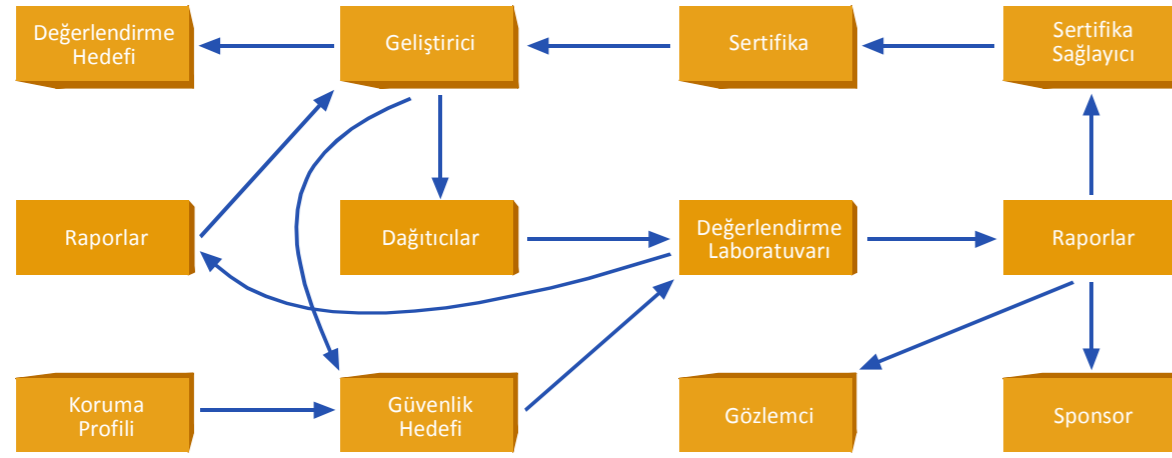 Değerlendirme
Hedefi
Geliştirici
Sertifika
Sertifika
Sağlayıcı
Raporlar
Dağıtıcılar
Değerlendirme
Laboratuvarı
Raporlar
Koruma
Profili
Güvenlik
Hedefi
Gözlemci
Sponsor